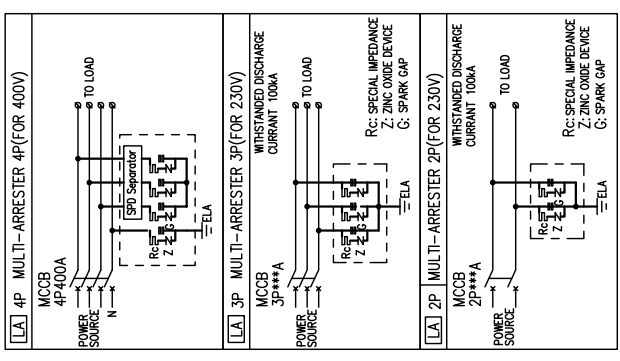 LA 4P MULTI-ARRESTER 4P(FOR 400V)
MCCB
4P400A
POWER
SOURCE
N
TO LOAD
SPD Separator
Rc
Z
G
ELA
LA 3P MULTI-ARRESTER 3P(FOR 230V)
MCCB
3P***A
WITHSTANDED DISCHARGE
CURRANT 100kA
POWER
SOURCE
TO LOAD
Rc
Z
G
ELA
Rc: SPECIAL IMPEDANCE
Z: ZINC OXIDE DEVICE
G: SPARK GAP
LA 2P MULTI-ARRESTER 2P(FOR 230V)
MCCB
2P***A
WITHSTANDED DISCHARGE
CURRANT 100kA
POWER
SOURCE
TO LOAD
Rc
Z
G
ELA
Rc: SPECIAL IMPEDANCE
Z: ZINC OXIDE DEVICE
G: SPARK GAP